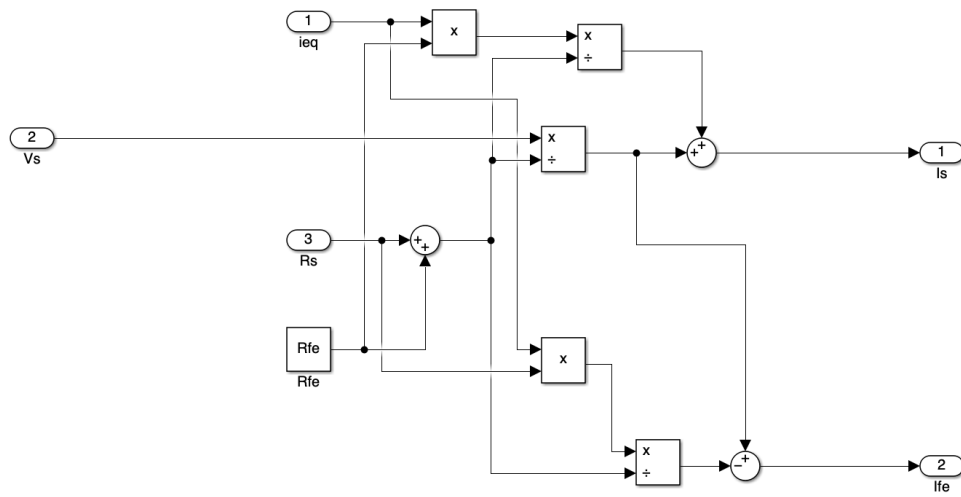 1
ieq
x
x
÷
2
Vs
x
÷
+
+
1
Is
3
Rs
+
+
Rfe
Rfe
x
x
÷
+
−
2
Ife